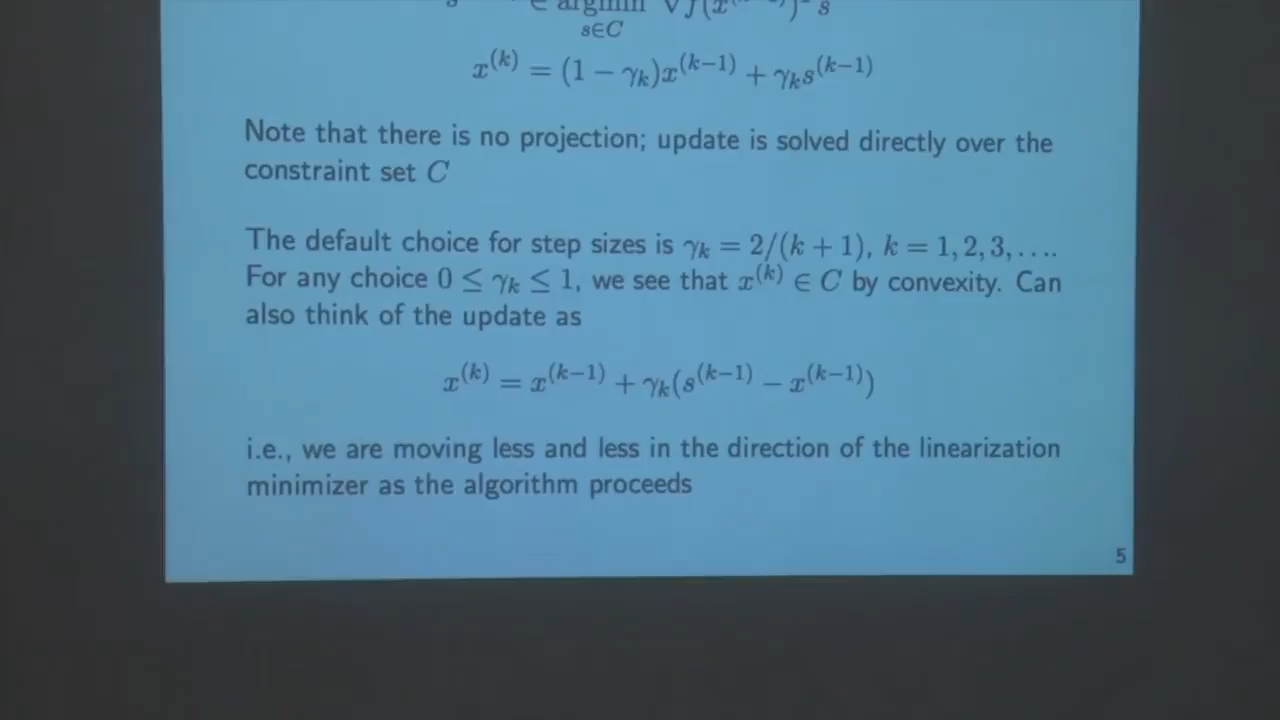 s ∈ argmin ∇f(x^{(k−1)})^T s
s∈C
x^{(k)} = (1 − γ_k)x^{(k−1)} + γ_k s^{(k−1)}
Note that there is no projection; update is solved directly over the
constraint set C
The default choice for step sizes is γ_k = 2/(k + 1), k = 1, 2, 3, ....
For any choice 0 ≤ γ_k ≤ 1, we see that x^{(k)} ∈ C by convexity. Can
also think of the update as
x^{(k)} = x^{(k−1)} + γ_k(s^{(k−1)} − x^{(k−1)})
i.e., we are moving less and less in the direction of the linearization
minimizer as the algorithm proceeds
5